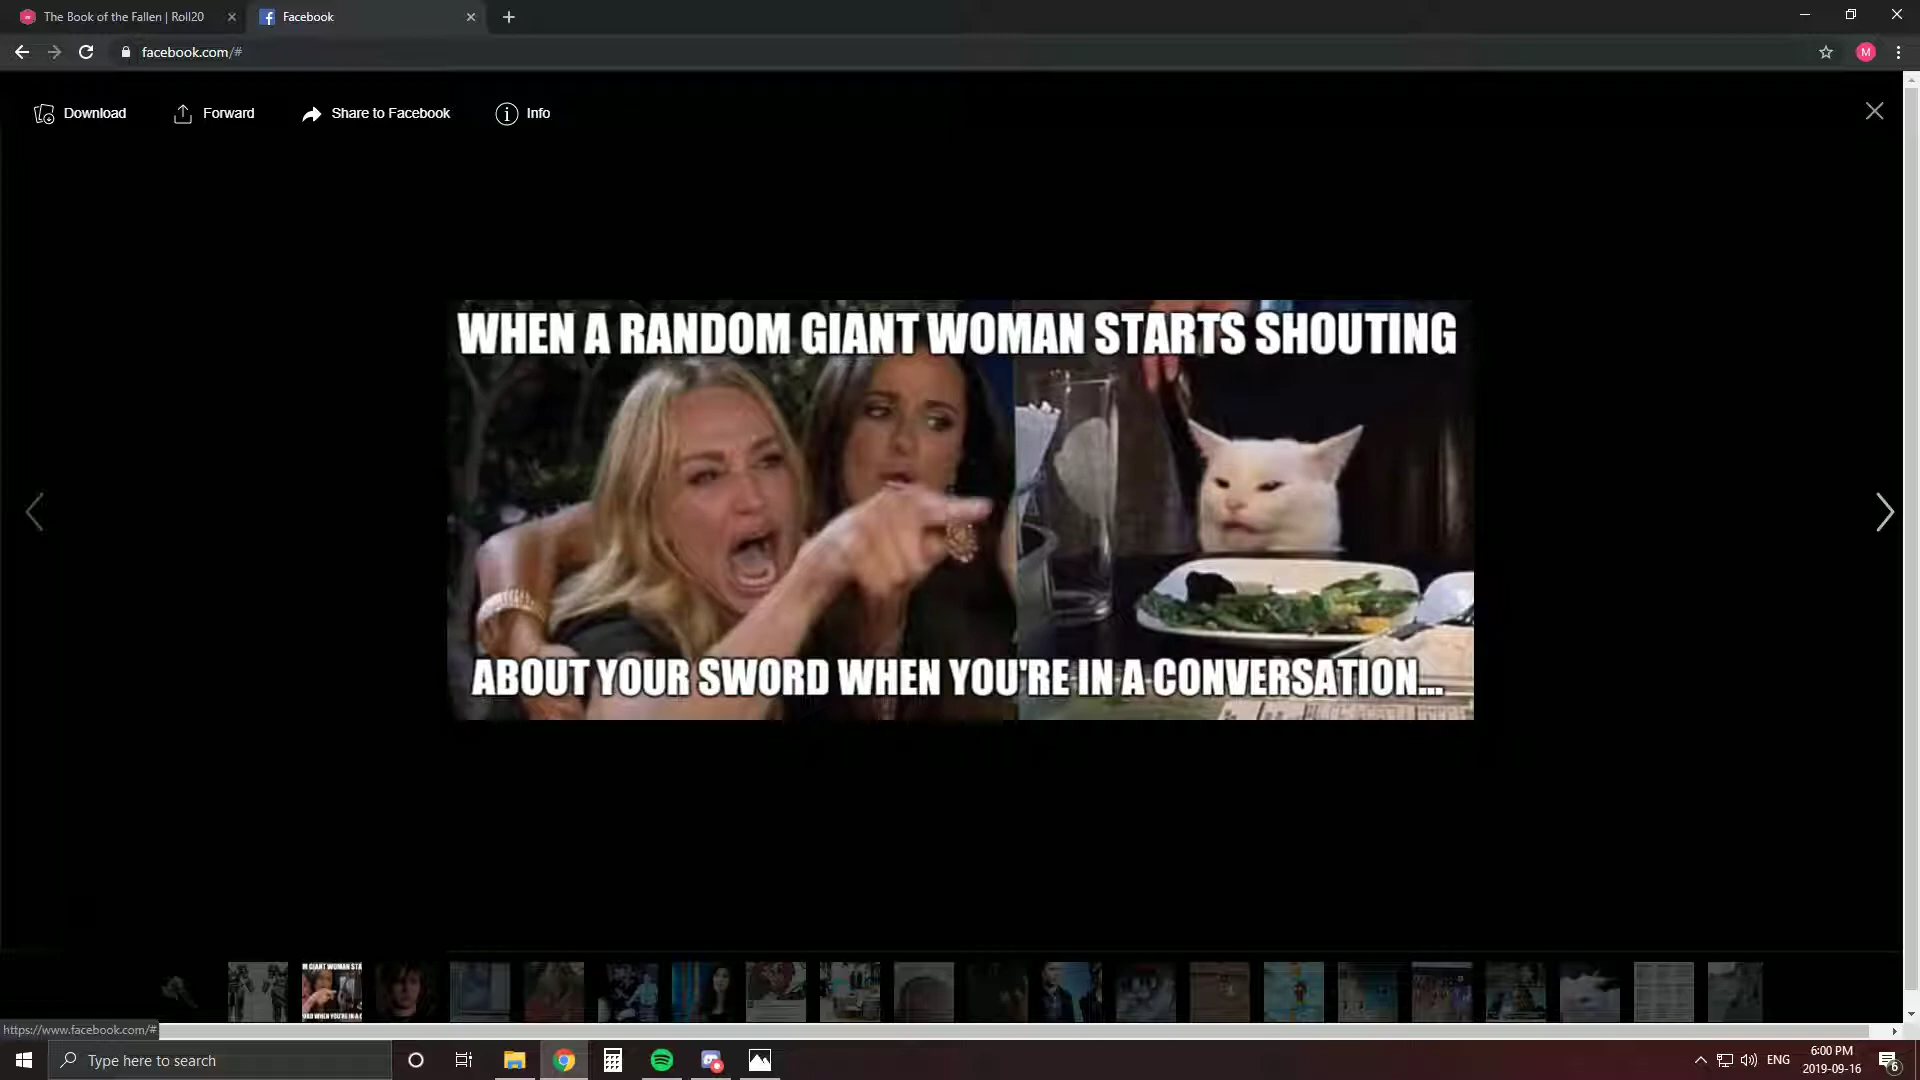 The Book of the Fallen | Roll20
Facebook
facebook.com/#
M
Download
Forward
Share to Facebook
Info
WHEN A RANDOM GIANT WOMAN STARTS SHOUTING
ABOUT YOUR SWORD WHEN YOU'RE IN A CONVERSATION...
https://www.facebook.com/#
Type here to search
ENG
6:00 PM
2019-09-16
6